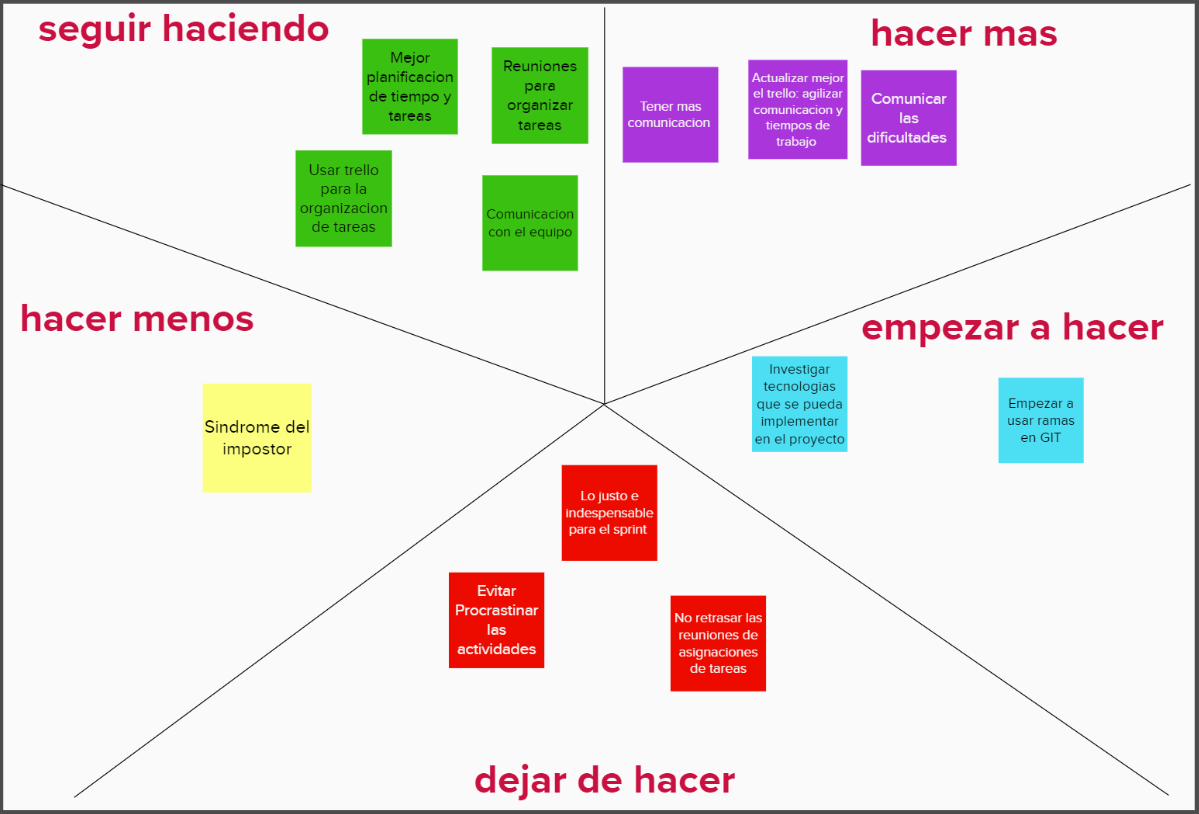 seguir haciendo
Mejor
planificacion
de tiempo y
tareas
Reuniones
para
organizar
tareas
Usar trello
para la
organizacion
de tareas
Comunicacion
con el equipo
hacer mas
Tener mas
comunicacion
Actualizar mejor
el trello: agilizar
comunicacion y
tiempos de
trabajo
Comunicar
las
dificultades
hacer menos
Sindrome del
impostor
empezar a hacer
Investigar
tecnologias
que se pueda
implementar
en el proyecto
Empezar a
usar ramas
en GIT
Lo justo e
indespensable
para el sprint
Evitar
Procrastinar
las
actividades
No retrasar las
reuniones de
asignaciones
de tareas
dejar de hacer